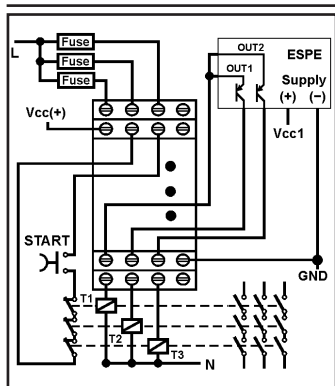 L
Fuse
Fuse
Fuse
OUT2
OUT1
ESPE
Supply
(+) (−)
Vcc(+)
Vcc1
START
GND
T1
T2
T3
N